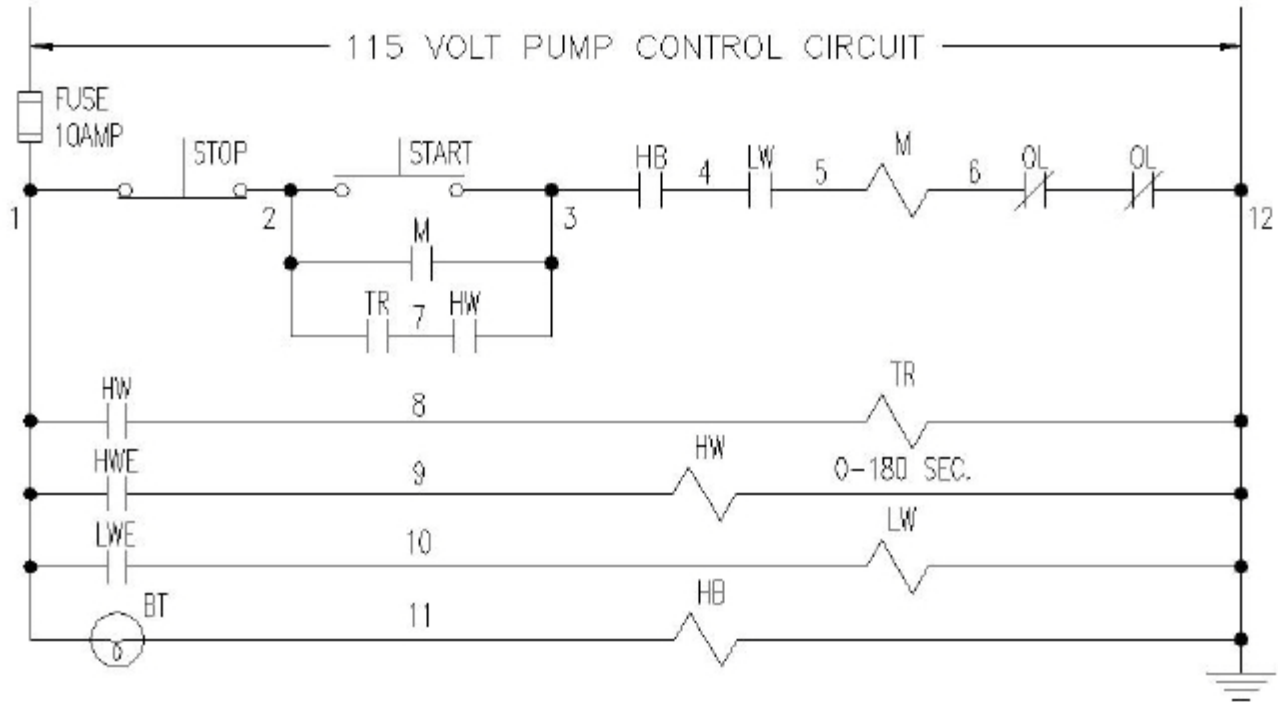 115 VOLT PUMP CONTROL CIRCUIT
FUSE
10AMP
STOP
START
HB
4
LW
5
M
6
OL
OL
1
2
3
12
M
TR
7
HW
HW
8
TR
HWE
9
HW
0-180 SEC.
LWE
10
LW
BT
11
HB